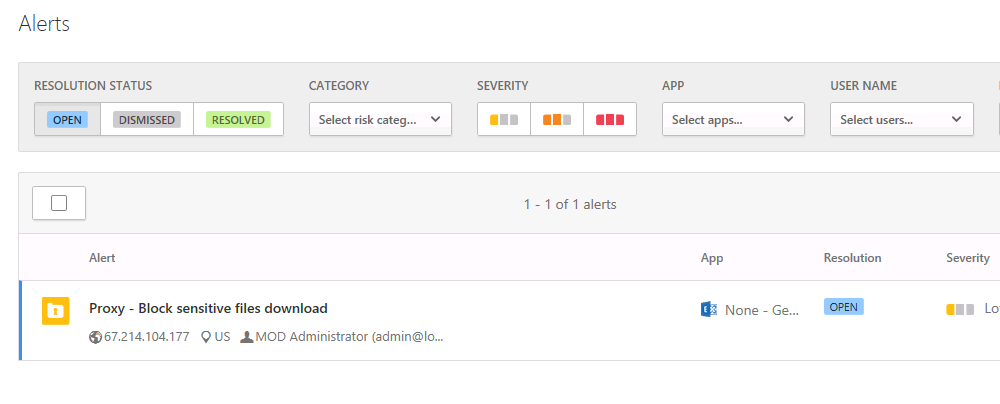 Alerts
RESOLUTION STATUS CATEGORY SEVERITY APP USER NAME
OPEN DISMISSED RESOLVED Select risk categ... Select apps... Select users...
1 - 1 of 1 alerts
Alert App Resolution Severity
Proxy - Block sensitive files download None - Ge... OPEN Lo
67.214.104.177 US MOD Administrator (admin@lo...